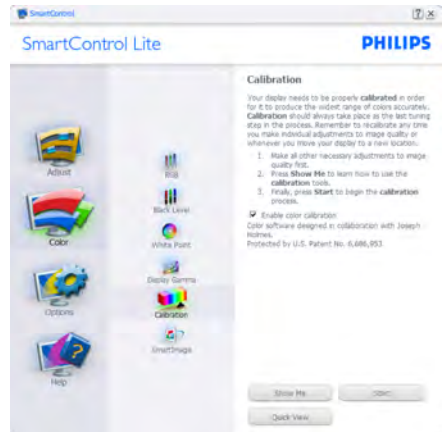 SmartControl
SmartControl Lite
PHILIPS
Adjust
Color
Options
Help
RGB
Black Level
White Point
Display Gamma
Calibration
SmartImage
Calibration
Your display needs to be properly calibrated in order
for it to produce the widest range of colors accurately.
Calibration should always take place as the last tuning
step in the process. Remember to recalibrate any time
you make individual adjustments to image quality or
whenever you move your display to a new location.
1. Make all other necessary adjustments to image
quality first.
2. Press Show Me to learn how to use the
calibration tools.
3. Finally, press Start to begin the calibration
process.
Enable color calibration
Color software designed in collaboration with Joseph
Holmes.
Protected by U.S. Patent No. 6,686,953
Show Me
Start
Quick View